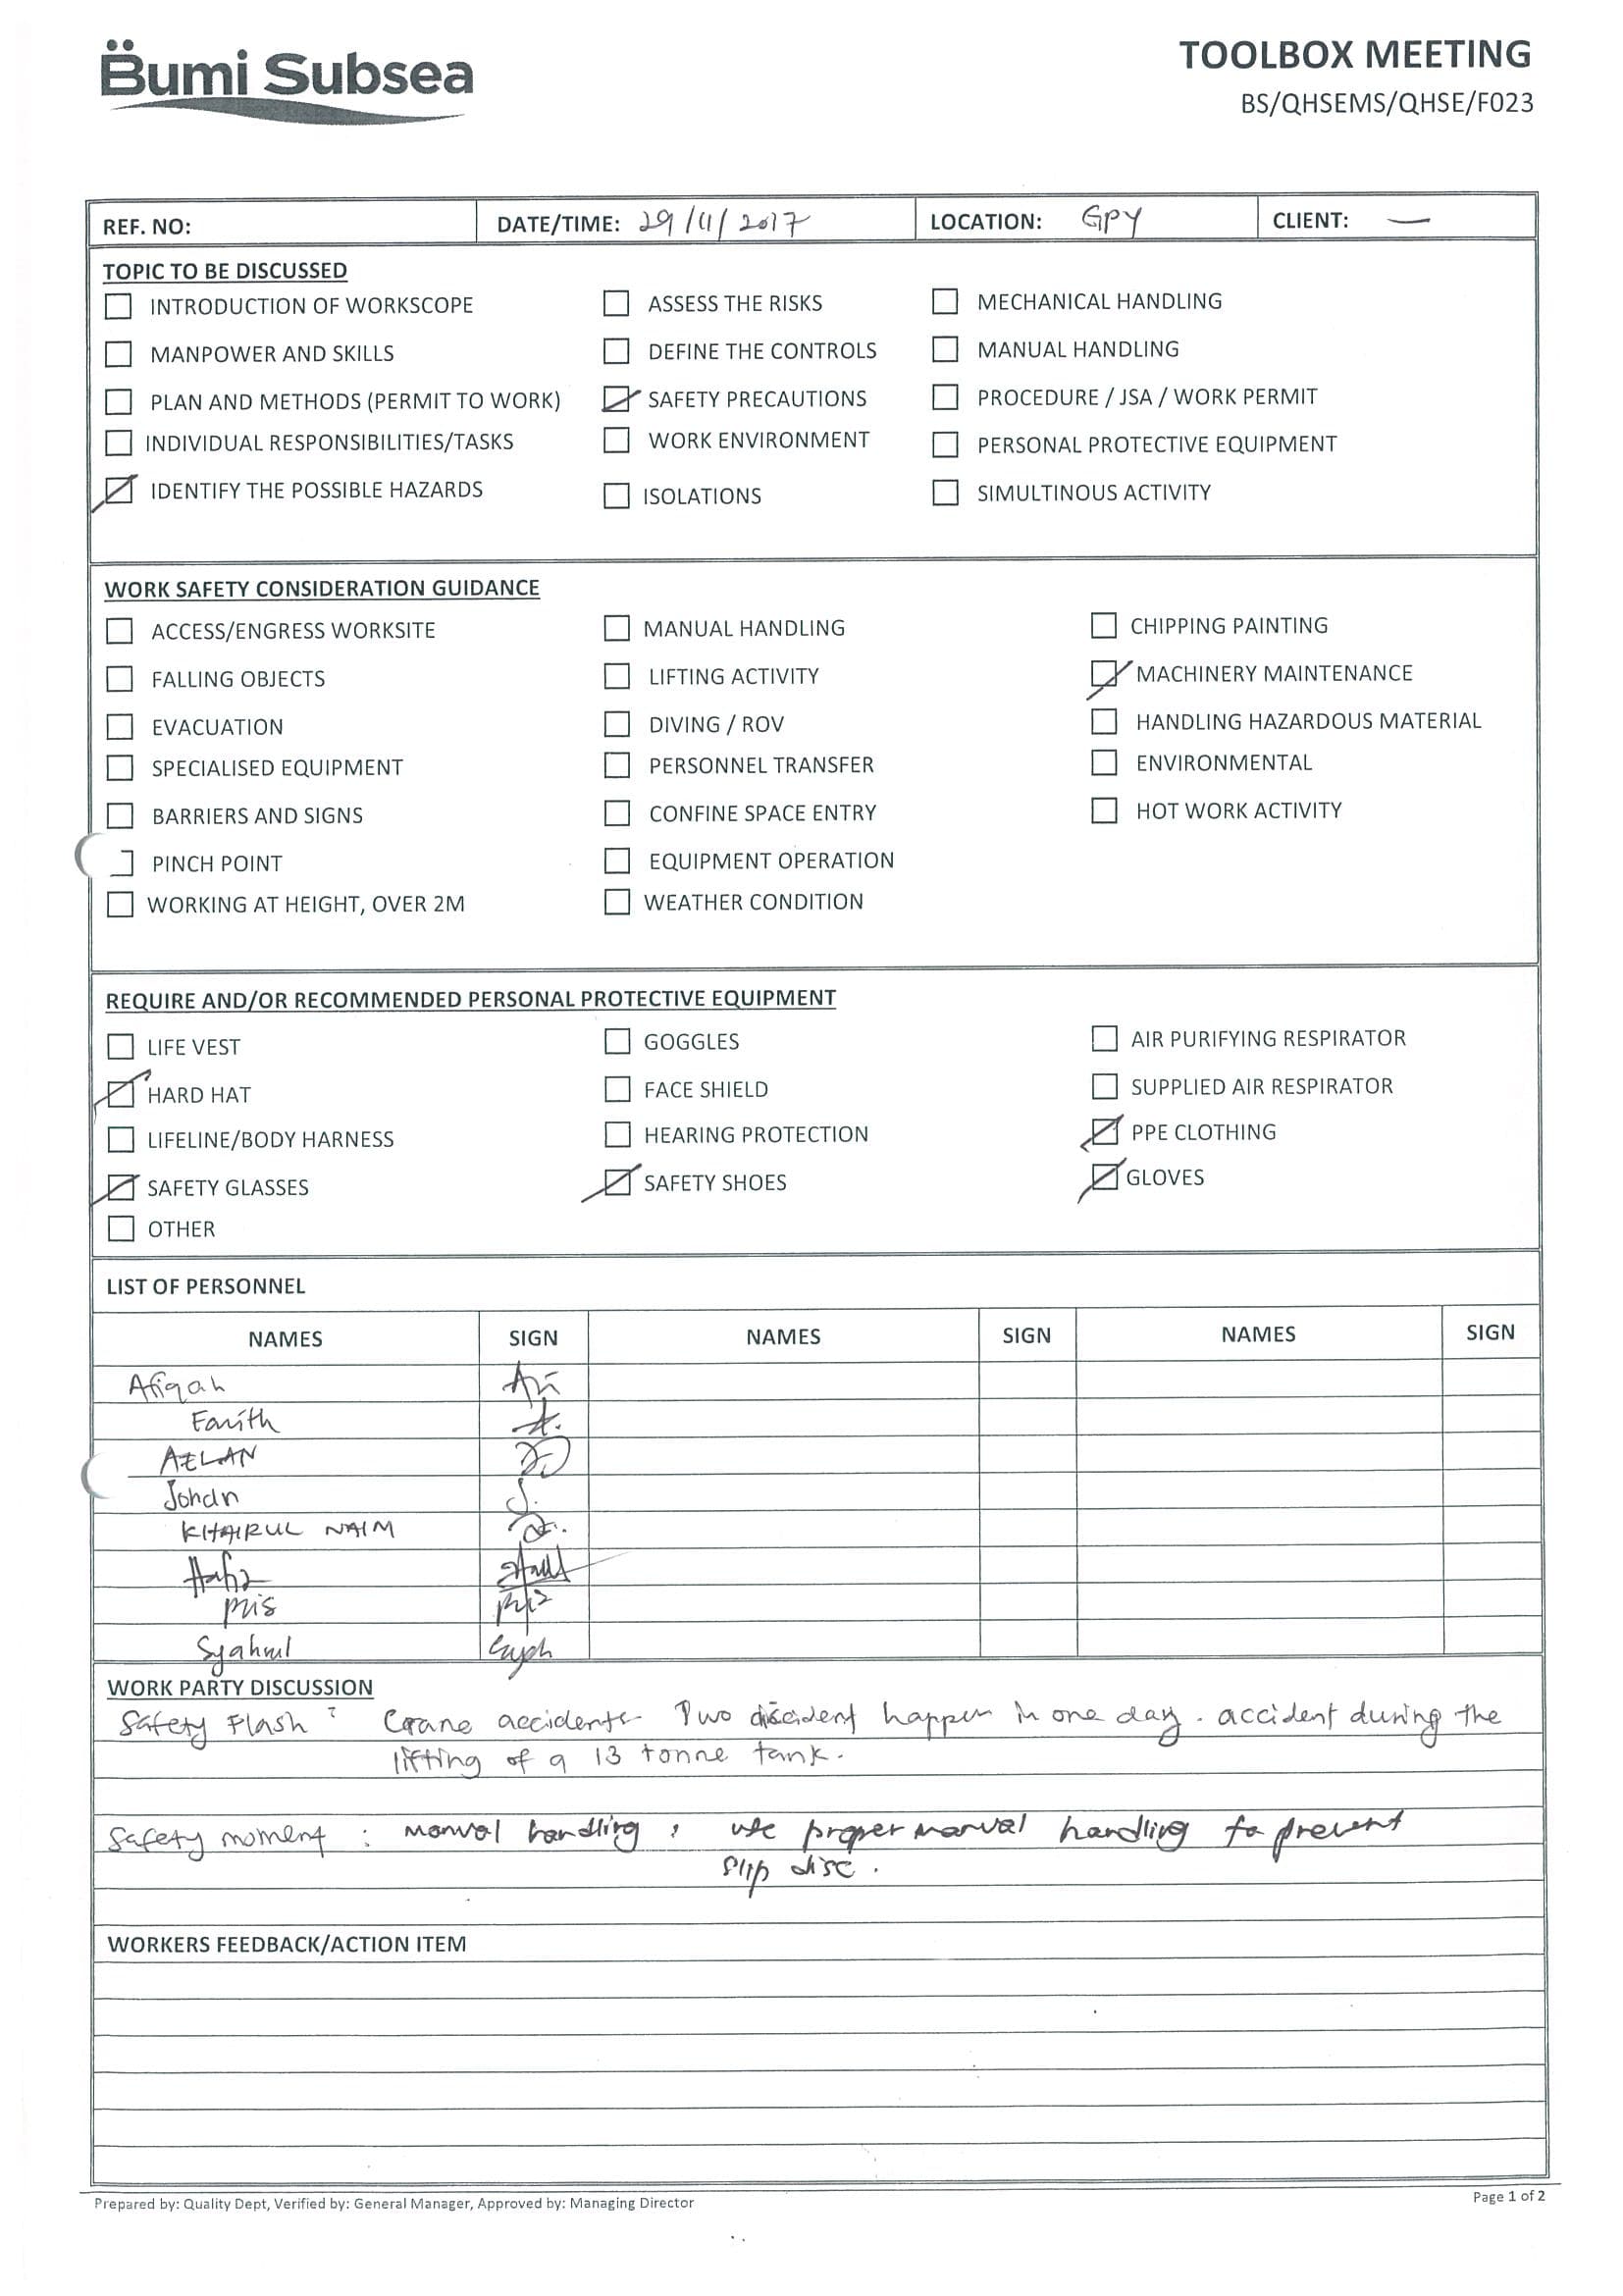 Bumi Subsea
TOOLBOX MEETING
BS/QHSEMS/QHSE/F023
REF. NO: DATE/TIME: 29/11/2017 LOCATION: GPY CLIENT: —
TOPIC TO BE DISCUSSED
INTRODUCTION OF WORKSCOPE ASSESS THE RISKS MECHANICAL HANDLING
MANPOWER AND SKILLS DEFINE THE CONTROLS MANUAL HANDLING
PLAN AND METHODS (PERMIT TO WORK) SAFETY PRECAUTIONS PROCEDURE / JSA / WORK PERMIT
INDIVIDUAL RESPONSIBILITIES/TASKS WORK ENVIRONMENT PERSONAL PROTECTIVE EQUIPMENT
IDENTIFY THE POSSIBLE HAZARDS ISOLATIONS SIMULTINOUS ACTIVITY
WORK SAFETY CONSIDERATION GUIDANCE
ACCESS/ENGRESS WORKSITE MANUAL HANDLING CHIPPING PAINTING
FALLING OBJECTS LIFTING ACTIVITY MACHINERY MAINTENANCE
EVACUATION DIVING / ROV HANDLING HAZARDOUS MATERIAL
SPECIALISED EQUIPMENT PERSONNEL TRANSFER ENVIRONMENTAL
BARRIERS AND SIGNS CONFINE SPACE ENTRY HOT WORK ACTIVITY
PINCH POINT EQUIPMENT OPERATION
WORKING AT HEIGHT, OVER 2M WEATHER CONDITION
REQUIRE AND/OR RECOMMENDED PERSONAL PROTECTIVE EQUIPMENT
LIFE VEST GOGGLES AIR PURIFYING RESPIRATOR
HARD HAT FACE SHIELD SUPPLIED AIR RESPIRATOR
LIFELINE/BODY HARNESS HEARING PROTECTION PPE CLOTHING
SAFETY GLASSES SAFETY SHOES GLOVES
OTHER
LIST OF PERSONNEL
NAMES SIGN NAMES SIGN NAMES SIGN
Afiqah
Farith
AZLAN
Johan
KHAIRUL NAIM
Hafiz
Syahrul
WORK PARTY DISCUSSION
Safety Flash : Crane accidents Two accident happen in one day. accident during the
lifting of a 13 tonne tank.
Safety moment : manual handling : use proper manual handling to prevent
slip disc.
WORKERS FEEDBACK/ACTION ITEM
Prepared by: Quality Dept, Verified by: General Manager, Approved by: Managing Director
Page 1 of 2